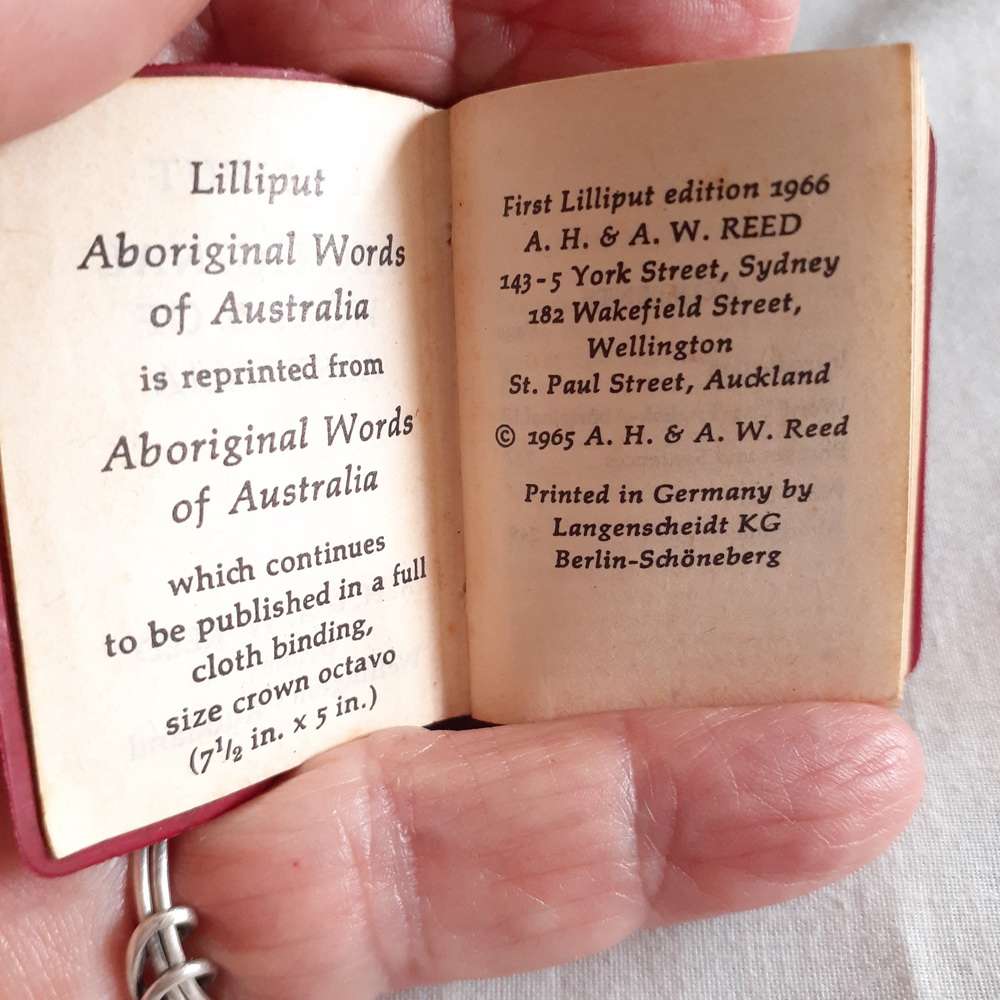 Lilliput
Aboriginal Words
of Australia
is reprinted from
Aboriginal Words
of Australia
which continues
to be published in a full
cloth binding,
size crown octavo
(7½ in. x 5 in.)
First Lilliput edition 1966
A. H. & A. W. REED
143-5 York Street, Sydney
182 Wakefield Street,
Wellington
St. Paul Street, Auckland
© 1965 A. H. & A. W. Reed
Printed in Germany by
Langenscheidt KG
Berlin-Schöneberg